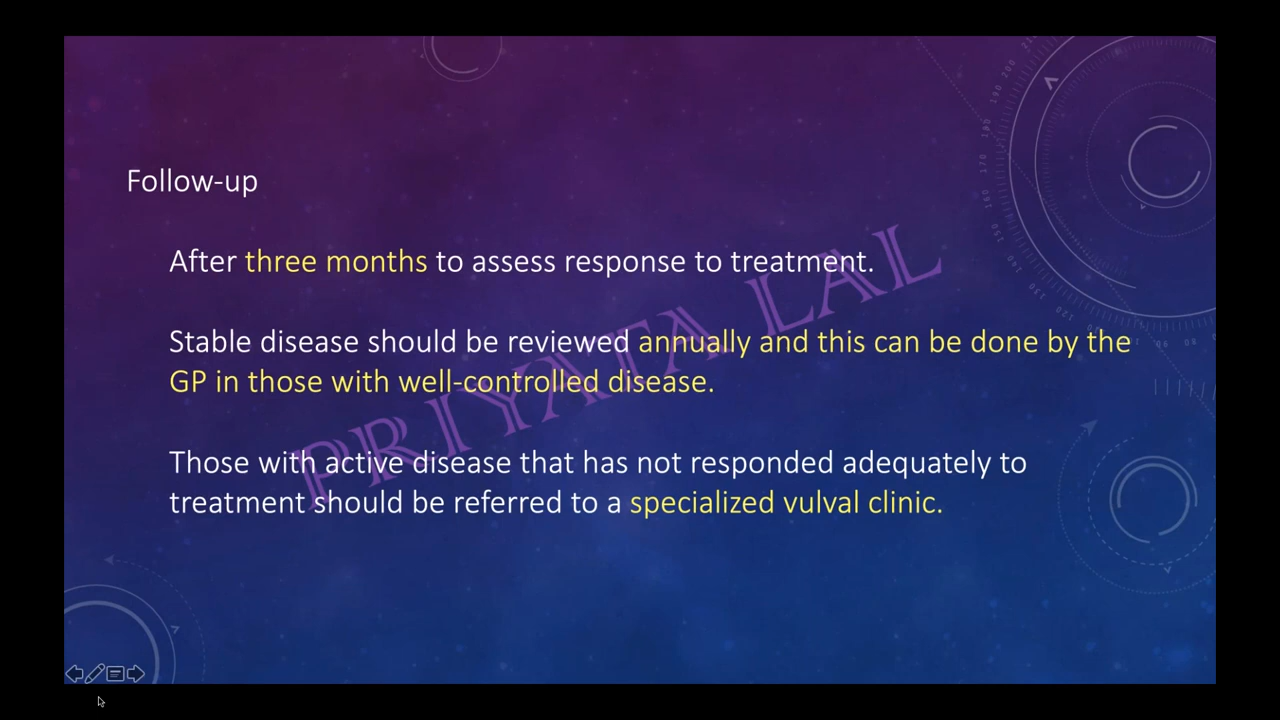 Follow-up
After three months to assess response to treatment.
Stable disease should be reviewed annually and this can be done by the
GP in those with well-controlled disease.
Those with active disease that has not responded adequately to
treatment should be referred to a specialized vulval clinic.
PRIYATA LAL